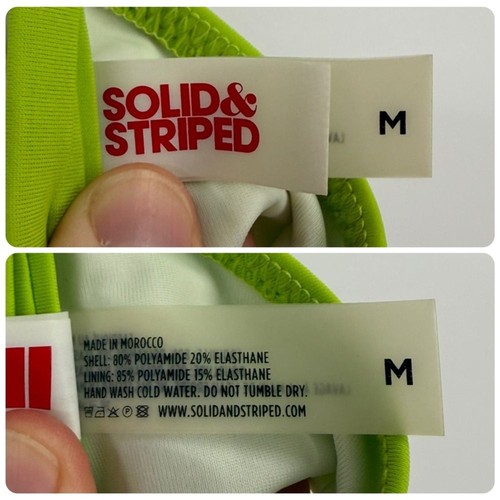 SOLID&
STRIPED
M
MADE IN MOROCCO
SHELL: 80% POLYAMIDE 20% ELASTHANE
LINING: 85% POLYAMIDE 15% ELASTHANE
HAND WASH COLD WATER. DO NOT TUMBLE DRY.
WWW.SOLIDANDSTRIPED.COM
M